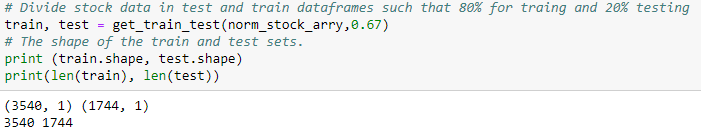 # Divide stock data in test and train dataframes such that 80% for traing and 20% testing
train, test = get_train_test(norm_stock_arry,0.67)
# The shape of the train and test sets.
print (train.shape, test.shape)
print(len(train), len(test))
(3540, 1) (1744, 1)
3540 1744